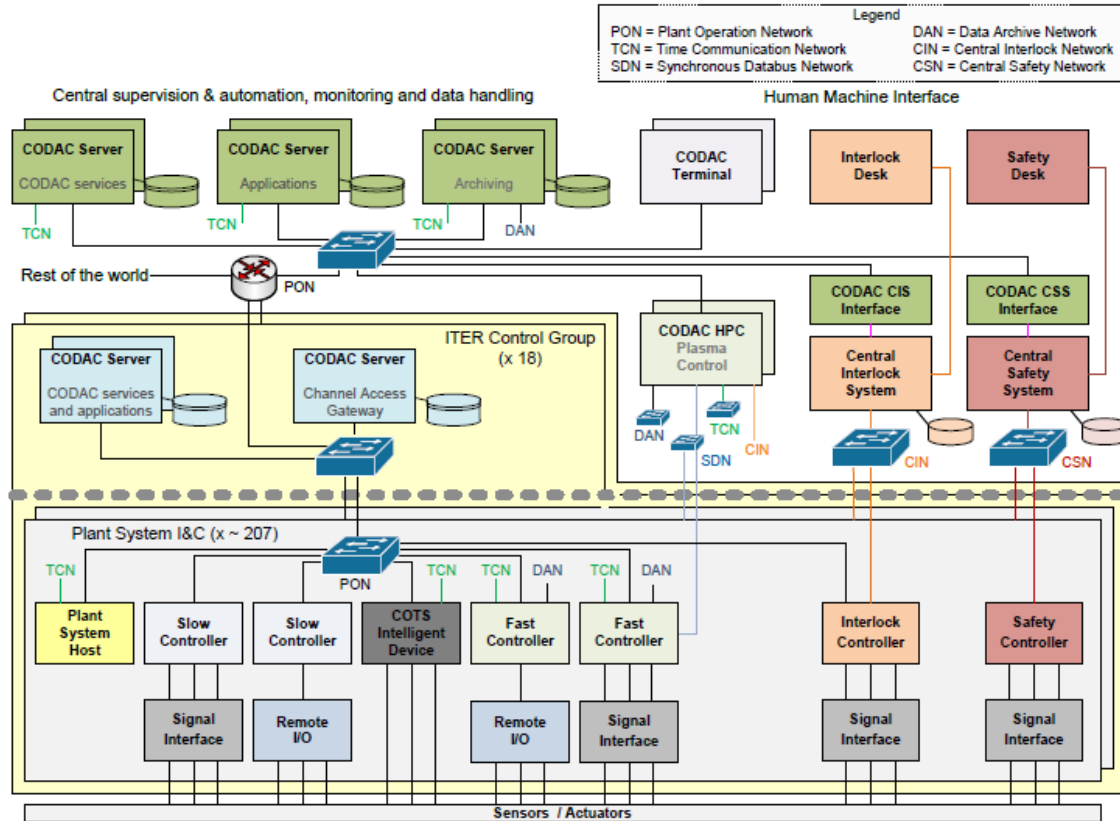 Legend
PON = Plant Operation Network
DAN = Data Archive Network
TCN = Time Communication Network
CIN = Central Interlock Network
SDN = Synchronous Databus Network
CSN = Central Safety Network
Central supervision & automation, monitoring and data handling
Human Machine Interface
CODAC Server
CODAC services
TCN
CODAC Server
Applications
TCN
CODAC Server
Archiving
TCN
DAN
CODAC
Terminal
Interlock
Desk
Safety
Desk
Rest of the world
PON
CODAC CIS
Interface
CODAC CSS
Interface
ITER Control Group
(x 18)
CODAC HPC
Plasma
Control
CODAC Server
CODAC services
and applications
CODAC Server
Channel Access
Gateway
Central
Interlock
System
Central
Safety
System
DAN
TCN
SDN
CIN
CIN
CSN
Plant System I&C (x ~ 207)
PON
TCN
TCN
TCN
DAN
TCN
DAN
Plant
System
Host
Slow
Controller
Slow
Controller
COTS
Intelligent
Device
Fast
Controller
Fast
Controller
Interlock
Controller
Safety
Controller
Signal
Interface
Remote
I/O
Remote
I/O
Signal
Interface
Signal
Interface
Signal
Interface
Sensors / Actuators